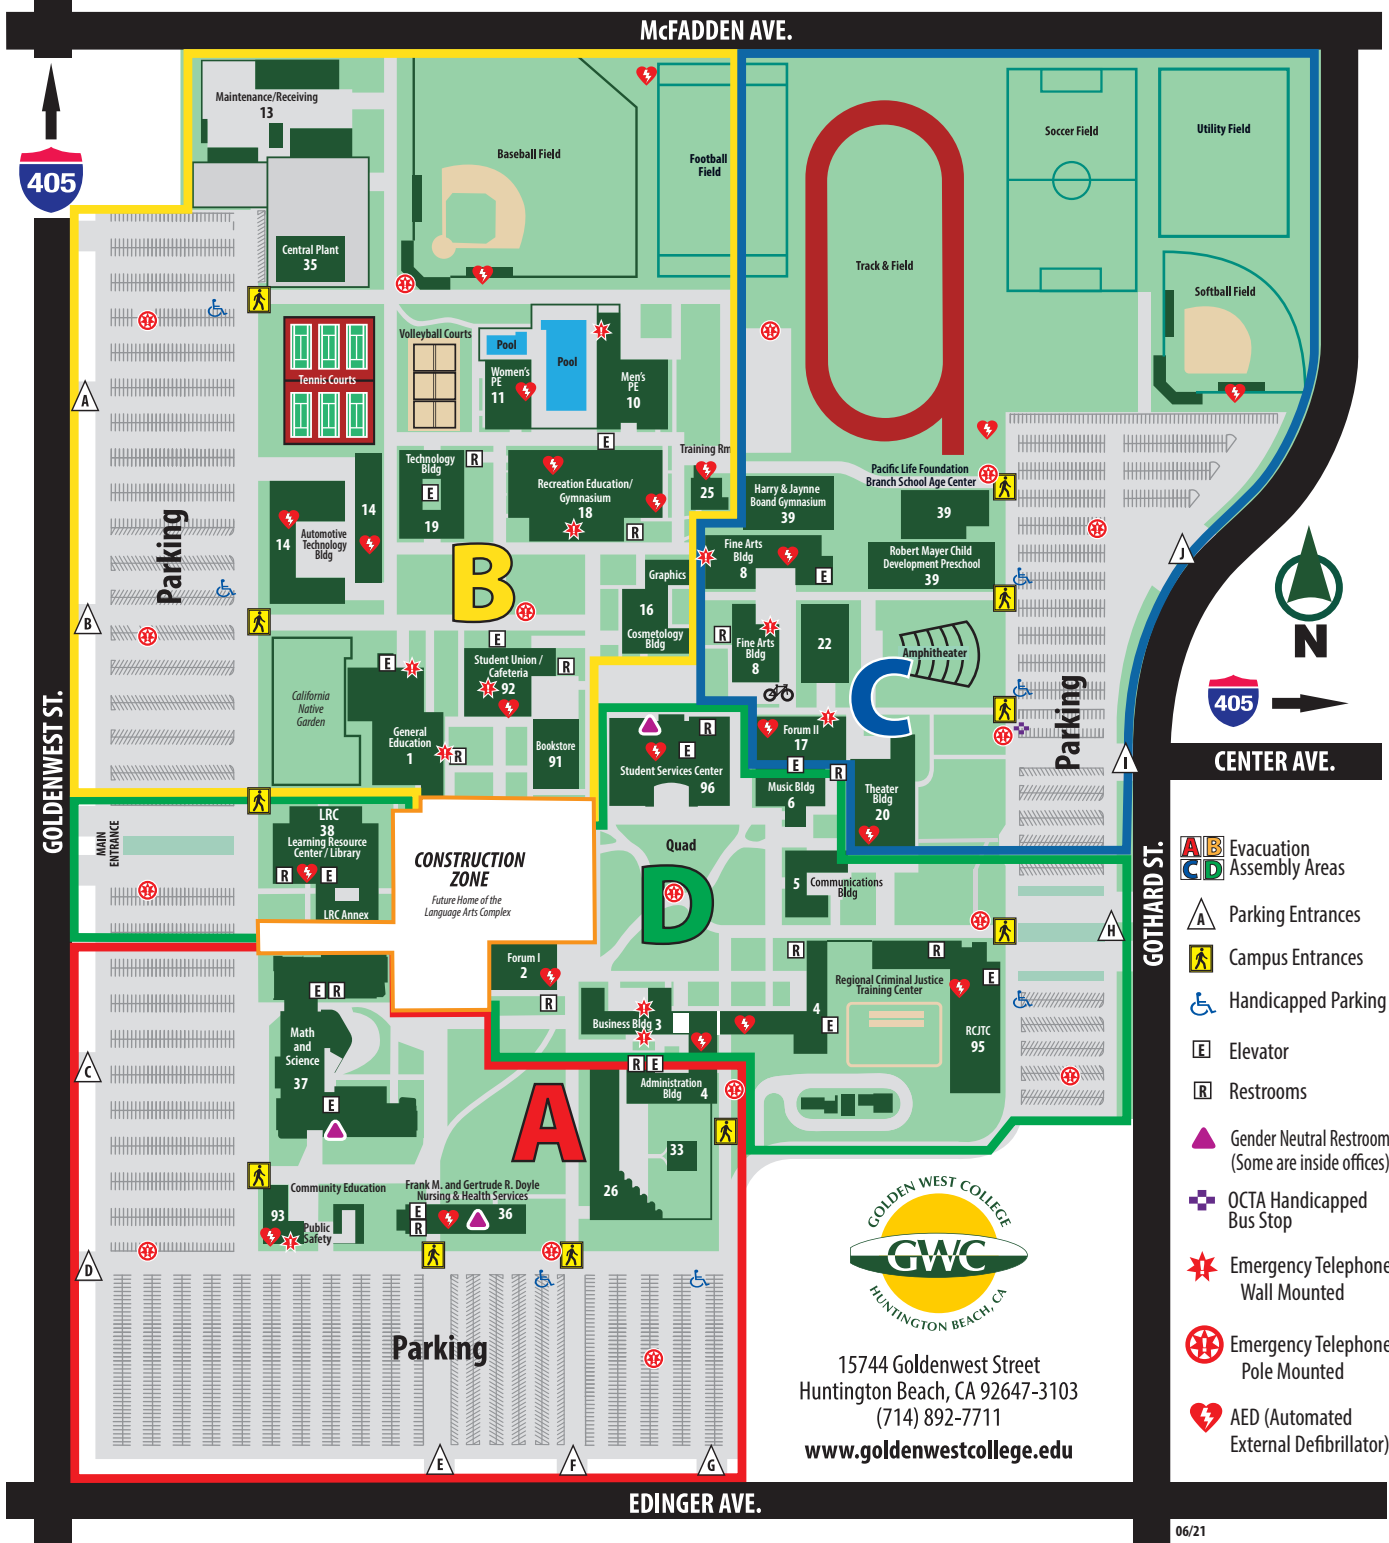 McFADDEN AVE.
405
Maintenance/Receiving
13
Baseball Field
Football
Field
Soccer Field
Utility Field
Central Plant
35
Track & Field
Softball Field
Volleyball Courts
Pool
Pool
Tennis Courts
Women's
PE
11
Men's
PE
10
A
E
Training Rm
25
Technology
Bldg
E
19
R
Recreation Education/
Gymnasium
18
R
Pacific Life Foundation
Branch School Age Center
39
Harry & Jaynne
Board Gymnasium
39
14
14
Automotive
Technology
Bldg
Parking
B
Fine Arts
Bldg
8
E
Robert Mayer Child
Development Preschool
39
J
N
Graphics
16
Cosmetology
Bldg
B
E
R
Fine Arts
Bldg
8
22
Amphitheater
C
Student Union /
Cafeteria
92
R
E
California
Native
Garden
General
Education
1
R
Bookstore
91
Parking
405
GOLDENWEST ST.
R
E
Student Services Center
96
Forum II
17
E
R
Music Bldg
6
Theater
Bldg
20
I
CENTER AVE.
MAIN
ENTRANCE
LRC
38
Learning Resource
Center / Library
R
E
LRC Annex
CONSTRUCTION
ZONE
Future Home of the
Language Arts Complex
Quad
D
5
Communications
Bldg
H
GOTHARD ST.
A B
C D
Evacuation
Assembly Areas
A
Parking Entrances
Campus Entrances
Handicapped Parking
E
Elevator
R
Restrooms
Gender Neutral Restroom
(Some are inside offices)
OCTA Handicapped
Bus Stop
Emergency Telephone
Wall Mounted
Emergency Telephone
Pole Mounted
AED (Automated
External Defibrillator)
Forum I
2
R
R
R
Regional Criminal Justice
Training Center
E
RCJTC
95
4
E
Business Bldg 3
E R
Math
and
Science
37
E
C
R E
Administration
Bldg 4
A
33
26
Community Education
93
Public
Safety
Frank M. and Gertrude R. Doyle
Nursing & Health Services
E
R
36
D
Parking
E
F
G
GOLDEN WEST COLLEGE
GWC
HUNTINGTON BEACH, CA
15744 Goldenwest Street
Huntington Beach, CA 92647-3103
(714) 892-7711
www.goldenwestcollege.edu
EDINGER AVE.
06/21